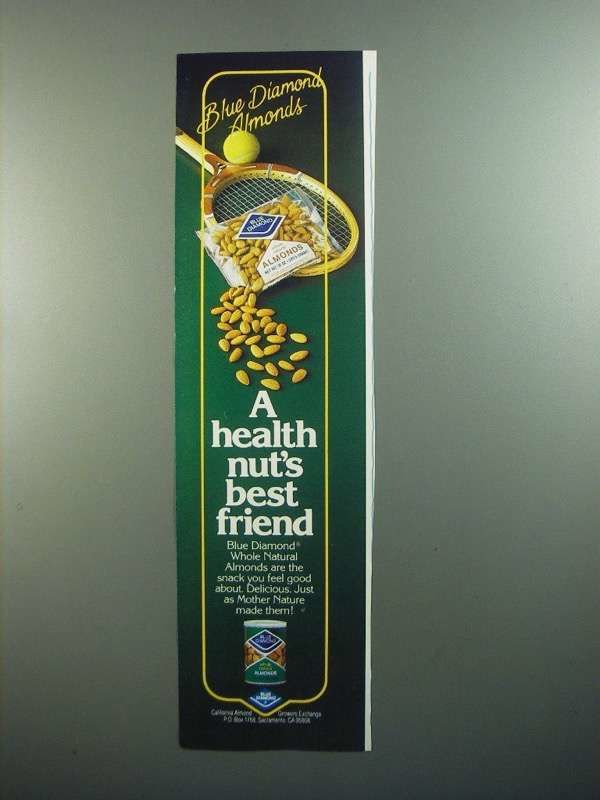 Blue Diamond
Almonds
BLUE
DIAMOND
ALMONDS
A
health
nut's
best
friend
Blue Diamond®
Whole Natural
Almonds are the
snack you feel good
about. Delicious. Just
as Mother Nature
made them!
BLUE
DIAMOND
ALMONDS
BLUE
DIAMOND
California Almond Growers Exchange
P.O. Box 1768, Sacramento, CA 95808